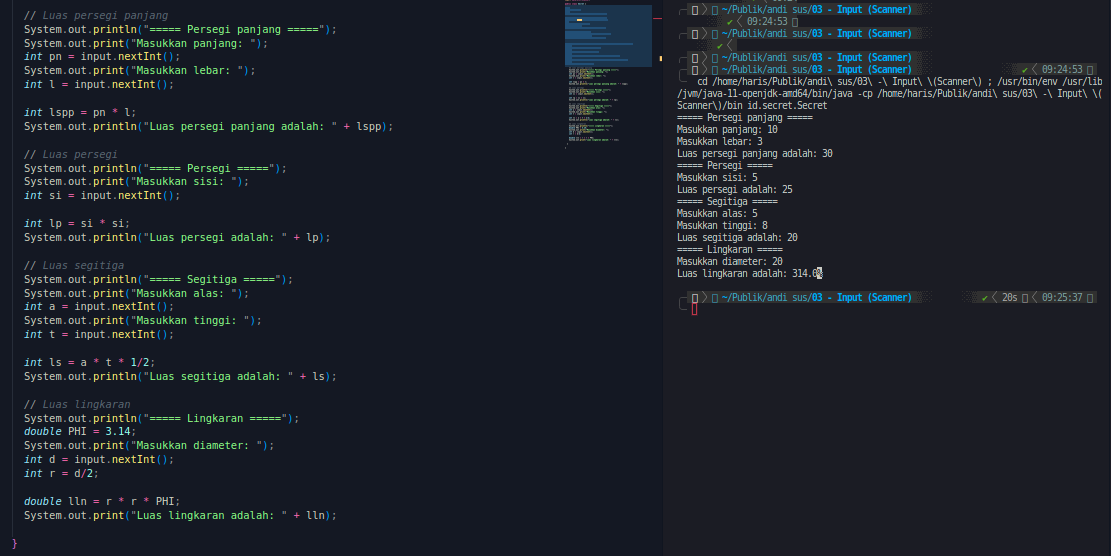 // Luas persegi panjang
System.out.println("===== Persegi panjang =====");
System.out.print("Masukkan panjang: ");
int pn = input.nextInt();
System.out.print("Masukkan lebar: ");
int l = input.nextInt();
int lspp = pn * l;
System.out.print("Luas persegi panjang adalah: " + lspp);
// Luas persegi
System.out.println("===== Persegi =====");
System.out.print("Masukkan sisi: ");
int si = input.nextInt();
int lp = si * si;
System.out.println("Luas persegi adalah: " + lp);
// Luas segitiga
System.out.println("===== Segitiga =====");
System.out.print("Masukkan alas: ");
int a = input.nextInt();
System.out.print("Masukkan tinggi: ");
int t = input.nextInt();
int ls = a * t * 1/2;
System.out.println("Luas segitiga adalah: " + ls);
// Luas lingkaran
System.out.println("===== Lingkaran =====");
double PHI = 3.14;
System.out.print("Masukkan diameter: ");
int d = input.nextInt();
int r = d/2;
double lln = r * r * PHI;
System.out.print("Luas lingkaran adalah: " + lln);
}
~/Publik/andi sus/03 - Input (Scanner)
✔ 09:24:53
~/Publik/andi sus/03 - Input (Scanner)
✔
~/Publik/andi sus/03 - Input (Scanner)
~/Publik/andi sus/03 - Input (Scanner) ✔ 09:24:53
cd /home/haris/Publik/andi\ sus/03\ -\ Input\ \(Scanner\) ; /usr/bin/env /usr/lib
/jvm/java-11-openjdk-amd64/bin/java -cp /home/haris/Publik/andi\ sus/03\ -\ Input\ \(
Scanner\)/bin id.secret.Secret
===== Persegi panjang =====
Masukkan panjang: 10
Masukkan lebar: 3
Luas persegi panjang adalah: 30
===== Persegi =====
Masukkan sisi: 5
Luas persegi adalah: 25
===== Segitiga =====
Masukkan alas: 5
Masukkan tinggi: 8
Luas segitiga adalah: 20
===== Lingkaran =====
Masukkan diameter: 20
Luas lingkaran adalah: 314.0%
~/Publik/andi sus/03 - Input (Scanner) ✔ 20s 09:25:37